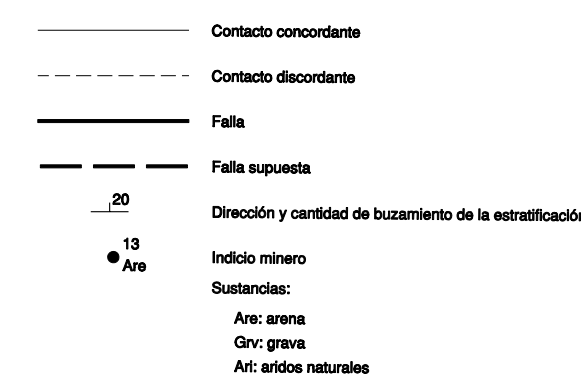 Contacto concordante
Contacto discordante
Falla
Falla supuesta
20
Dirección y cantidad de buzamiento de la estratificación
13
Are
Indicio minero
Sustancias:
Are: arena
Grv: grava
Arl: aridos naturales